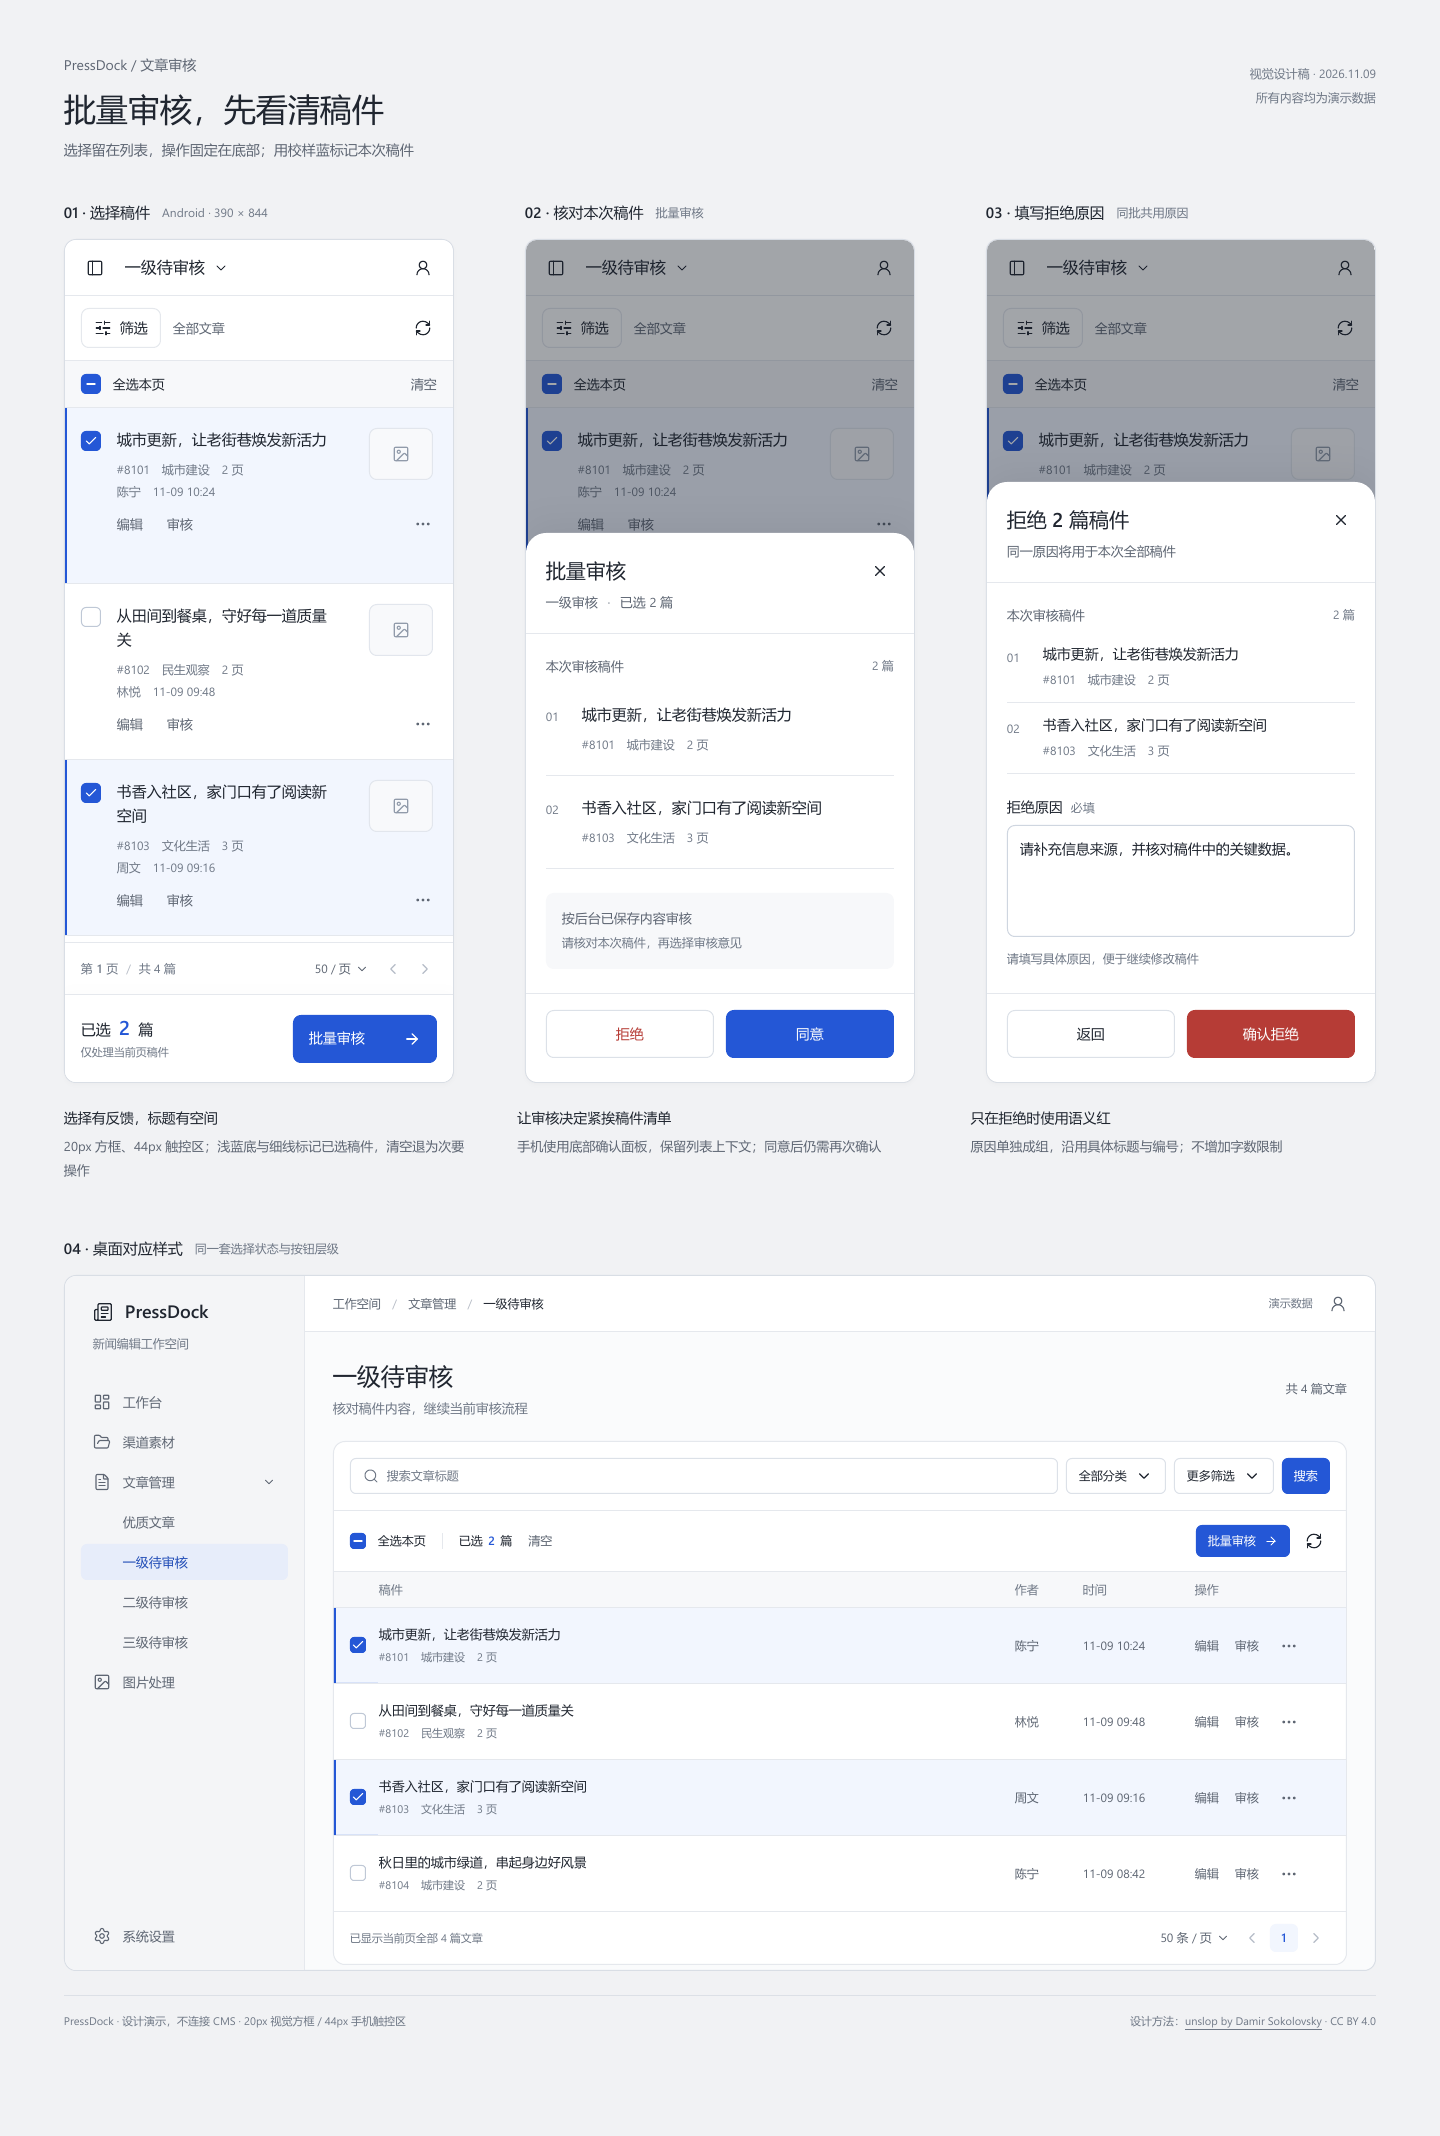 PressDock / 文章审核
批量审核，先看清稿件
选择留在列表，操作固定在底部；用校样蓝标记本次稿件
视觉设计稿 · 2026.11.09
所有内容均为演示数据
01 · 选择稿件 Android · 390 × 844
一级待审核
筛选 全部文章
全选本页 清空
城市更新，让老街巷焕发新活力
#8101 城市建设 2 页
陈宁 11-09 10:24
编辑 审核
从田间到餐桌，守好每一道质量
关
#8102 民生观察 2 页
林悦 11-09 09:48
编辑 审核
书香入社区，家门口有了阅读新
空间
#8103 文化生活 3 页
周文 11-09 09:16
编辑 审核
第 1 页 / 共 4 篇 50 / 页
已选 2 篇
仅处理当前页稿件
批量审核
选择有反馈，标题有空间
20px 方框、44px 触控区；浅蓝底与细线标记已选稿件，清空退为次要
操作
02 · 核对本次稿件 批量审核
一级待审核
筛选 全部文章
全选本页 清空
城市更新，让老街巷焕发新活力
#8101 城市建设 2 页
陈宁 11-09 10:24
编辑 审核
批量审核
一级审核 · 已选 2 篇
本次审核稿件 2 篇
01 城市更新，让老街巷焕发新活力
#8101 城市建设 2 页
02 书香入社区，家门口有了阅读新空间
#8103 文化生活 3 页
按后台已保存内容审核
请核对本次稿件，再选择审核意见
拒绝 同意
让审核决定紧挨稿件清单
手机使用底部确认面板，保留列表上下文；同意后仍需再次确认
03 · 填写拒绝原因 同批共用原因
一级待审核
筛选 全部文章
全选本页 清空
城市更新，让老街巷焕发新活力
#8101 城市建设 2 页
拒绝 2 篇稿件
同一原因将用于本次全部稿件
本次审核稿件 2 篇
01 城市更新，让老街巷焕发新活力
#8101 城市建设 2 页
02 书香入社区，家门口有了阅读新空间
#8103 文化生活 3 页
拒绝原因 必填
请补充信息来源，并核对稿件中的关键数据。
请填写具体原因，便于继续修改稿件
返回 确认拒绝
只在拒绝时使用语义红
原因单独成组，沿用具体标题与编号；不增加字数限制
04 · 桌面对应样式 同一套选择状态与按钮层级
PressDock
新闻编辑工作空间
工作台
渠道素材
文章管理
优质文章
一级待审核
二级待审核
三级待审核
图片处理
系统设置
工作空间 / 文章管理 / 一级待审核 演示数据
一级待审核
核对稿件内容，继续当前审核流程
共 4 篇文章
搜索文章标题 全部分类 更多筛选 搜索
全选本页 已选 2 篇 清空 批量审核
稿件 作者 时间 操作
城市更新，让老街巷焕发新活力
#8101 城市建设 2 页
陈宁 11-09 10:24 编辑 审核
从田间到餐桌，守好每一道质量关
#8102 民生观察 2 页
林悦 11-09 09:48 编辑 审核
书香入社区，家门口有了阅读新空间
#8103 文化生活 3 页
周文 11-09 09:16 编辑 审核
秋日里的城市绿道，串起身边好风景
#8104 城市建设 2 页
陈宁 11-09 08:42 编辑 审核
已显示当前页全部 4 篇文章 50 条 / 页 1
PressDock · 设计演示，不连接 CMS · 20px 视觉方框 / 44px 手机触控区
设计方法：unslop by Damir Sokolovsky · CC BY 4.0